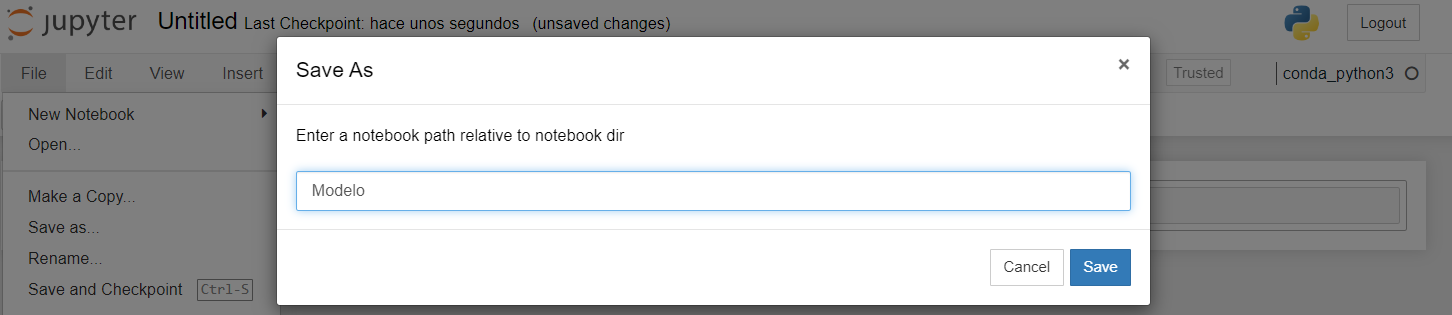 jupyter Untitled Last Checkpoint: hace unos segundos (unsaved changes) Logout
File Edit View Insert Trusted conda_python3
Save As ×
New Notebook
Open...
Make a Copy...
Save as...
Rename...
Save and Checkpoint Ctrl-S
Enter a notebook path relative to notebook dir
Modelo
Cancel Save